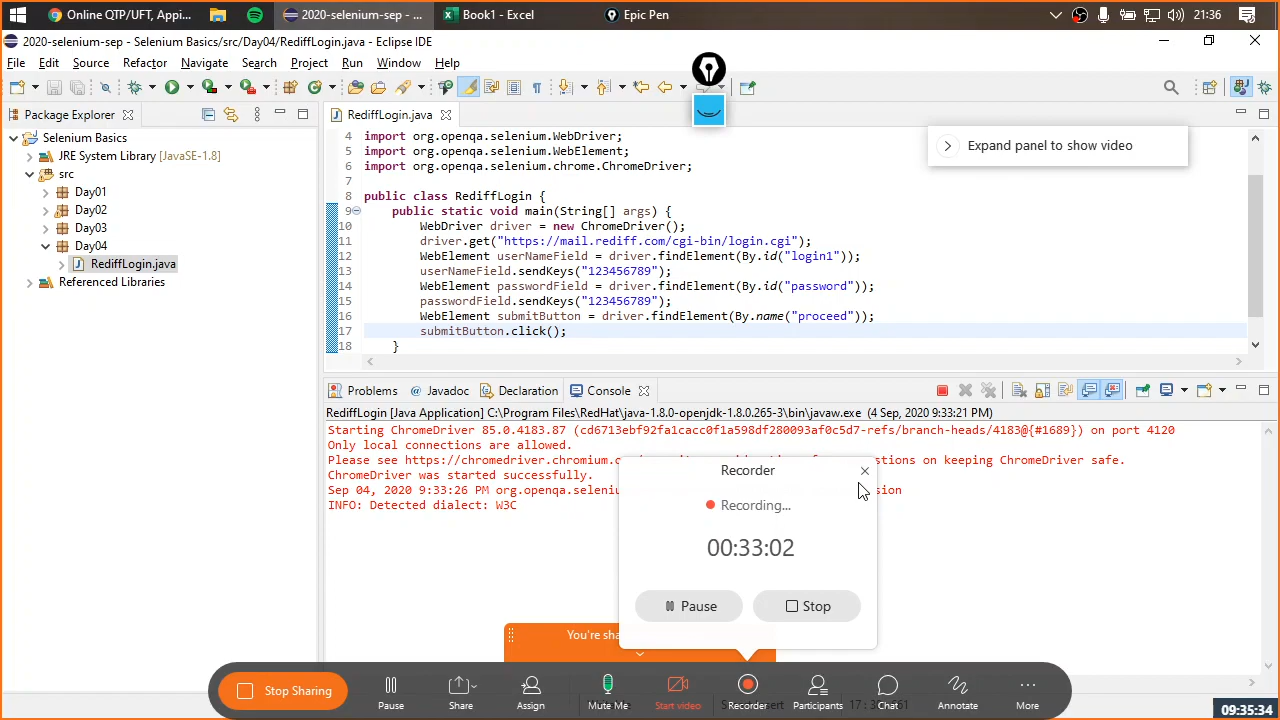 Online QTP/UFT, Appi...
2020-selenium-sep - ...
Book1 - Excel
Epic Pen
21:36
2020-selenium-sep - Selenium Basics/src/Day04/RediffLogin.java - Eclipse IDE
File Edit Source Refactor Navigate Search Project Run Window Help
Package Explorer
RediffLogin.java
Selenium Basics
JRE System Library [JavaSE-1.8]
src
Day01
Day02
Day03
Day04
RediffLogin.java
Referenced Libraries
4 import org.openqa.selenium.WebDriver;
5 import org.openqa.selenium.WebElement;
6 import org.openqa.selenium.chrome.ChromeDriver;
7
8 public class RediffLogin {
9 public static void main(String[] args) {
10 WebDriver driver = new ChromeDriver();
11 driver.get("https://mail.rediff.com/cgi-bin/login.cgi");
12 WebElement userNameField = driver.findElement(By.id("login1"));
13 userNameField.sendKeys("123456789");
14 WebElement passwordField = driver.findElement(By.id("password"));
15 passwordField.sendKeys("123456789");
16 WebElement submitButton = driver.findElement(By.name("proceed"));
17 submitButton.click();
18 }
Expand panel to show video
Problems Javadoc Declaration Console
RediffLogin [Java Application] C:\Program Files\RedHat\java-1.8.0-openjdk-1.8.0.265-3\bin\javaw.exe (4 Sep, 2020 9:33:21 PM)
Starting ChromeDriver 85.0.4183.87 (cd6713ebf92fa1cacc0f1a598df280093af0c5d7-refs/branch-heads/4183@{#1689}) on port 4120
Only local connections are allowed.
Please see https://chromedriver.chromium.o stions on keeping ChromeDriver safe.
ChromeDriver was started successfully.
Sep 04, 2020 9:33:26 PM org.openqa.seleniu sion
INFO: Detected dialect: W3C
Recorder
Recording...
00:33:02
Pause
Stop
You're sha
Stop Sharing
Pause
Share
Assign
Mute Me
Start video
Recorder
Participants
Chat
Annotate
More
09:35:34